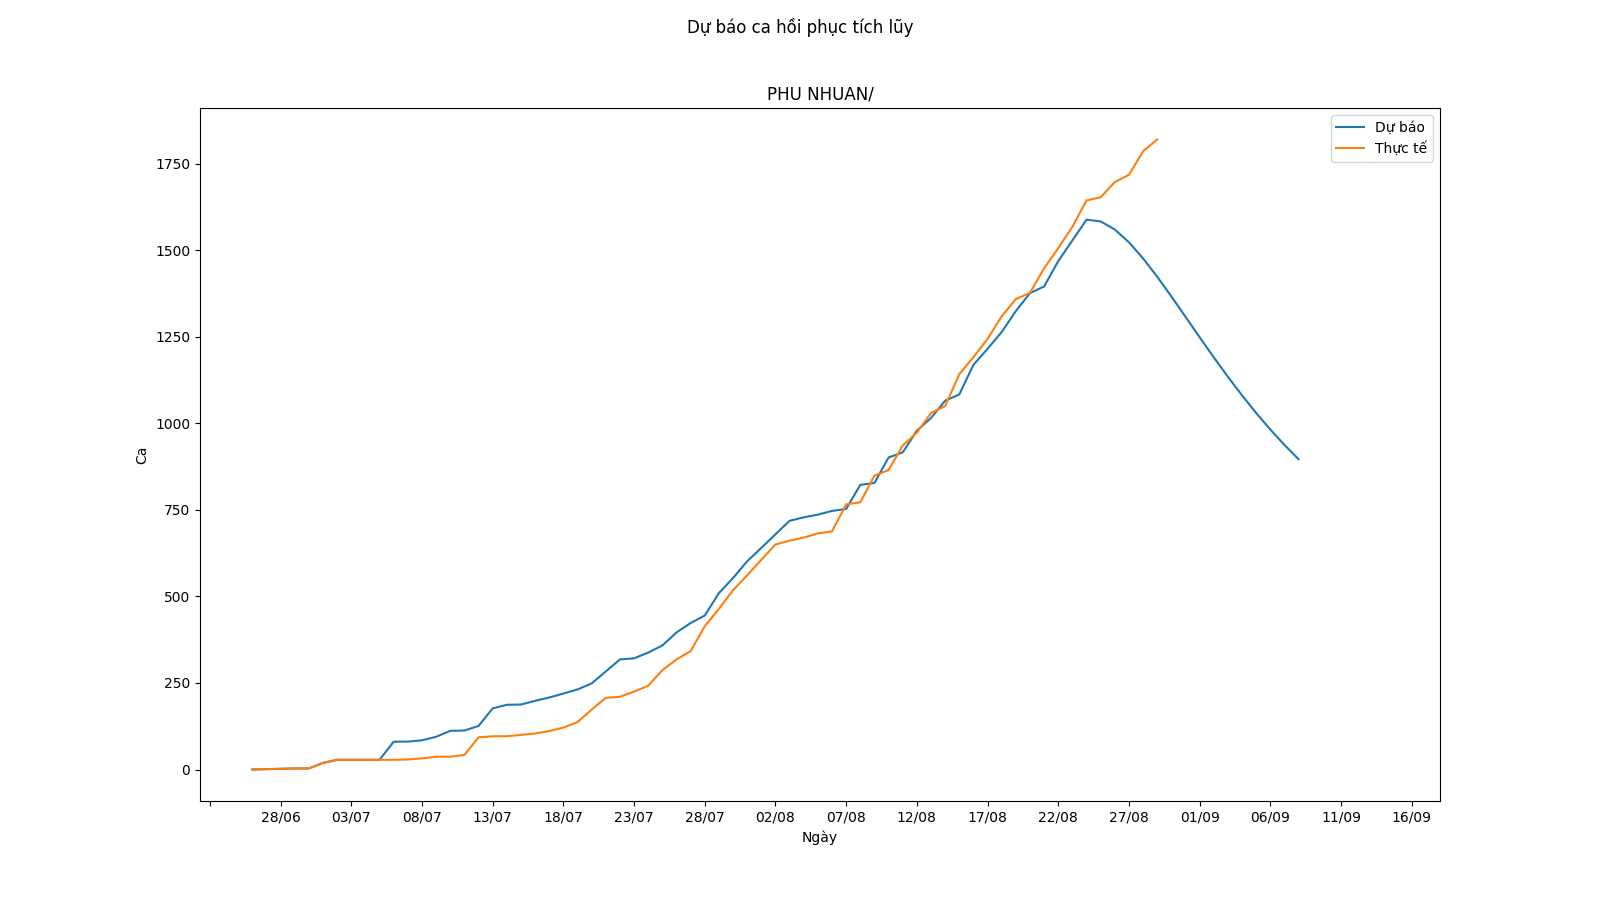 Dự báo ca hồi phục tích lũy
PHU NHUAN/
Dự báo
Thực tế
1750
1500
1250
1000
750
500
250
0
Ca
28/06 03/07 08/07 13/07 18/07 23/07 28/07 02/08 07/08 12/08 17/08 22/08 27/08 01/09 06/09 11/09 16/09
Ngày